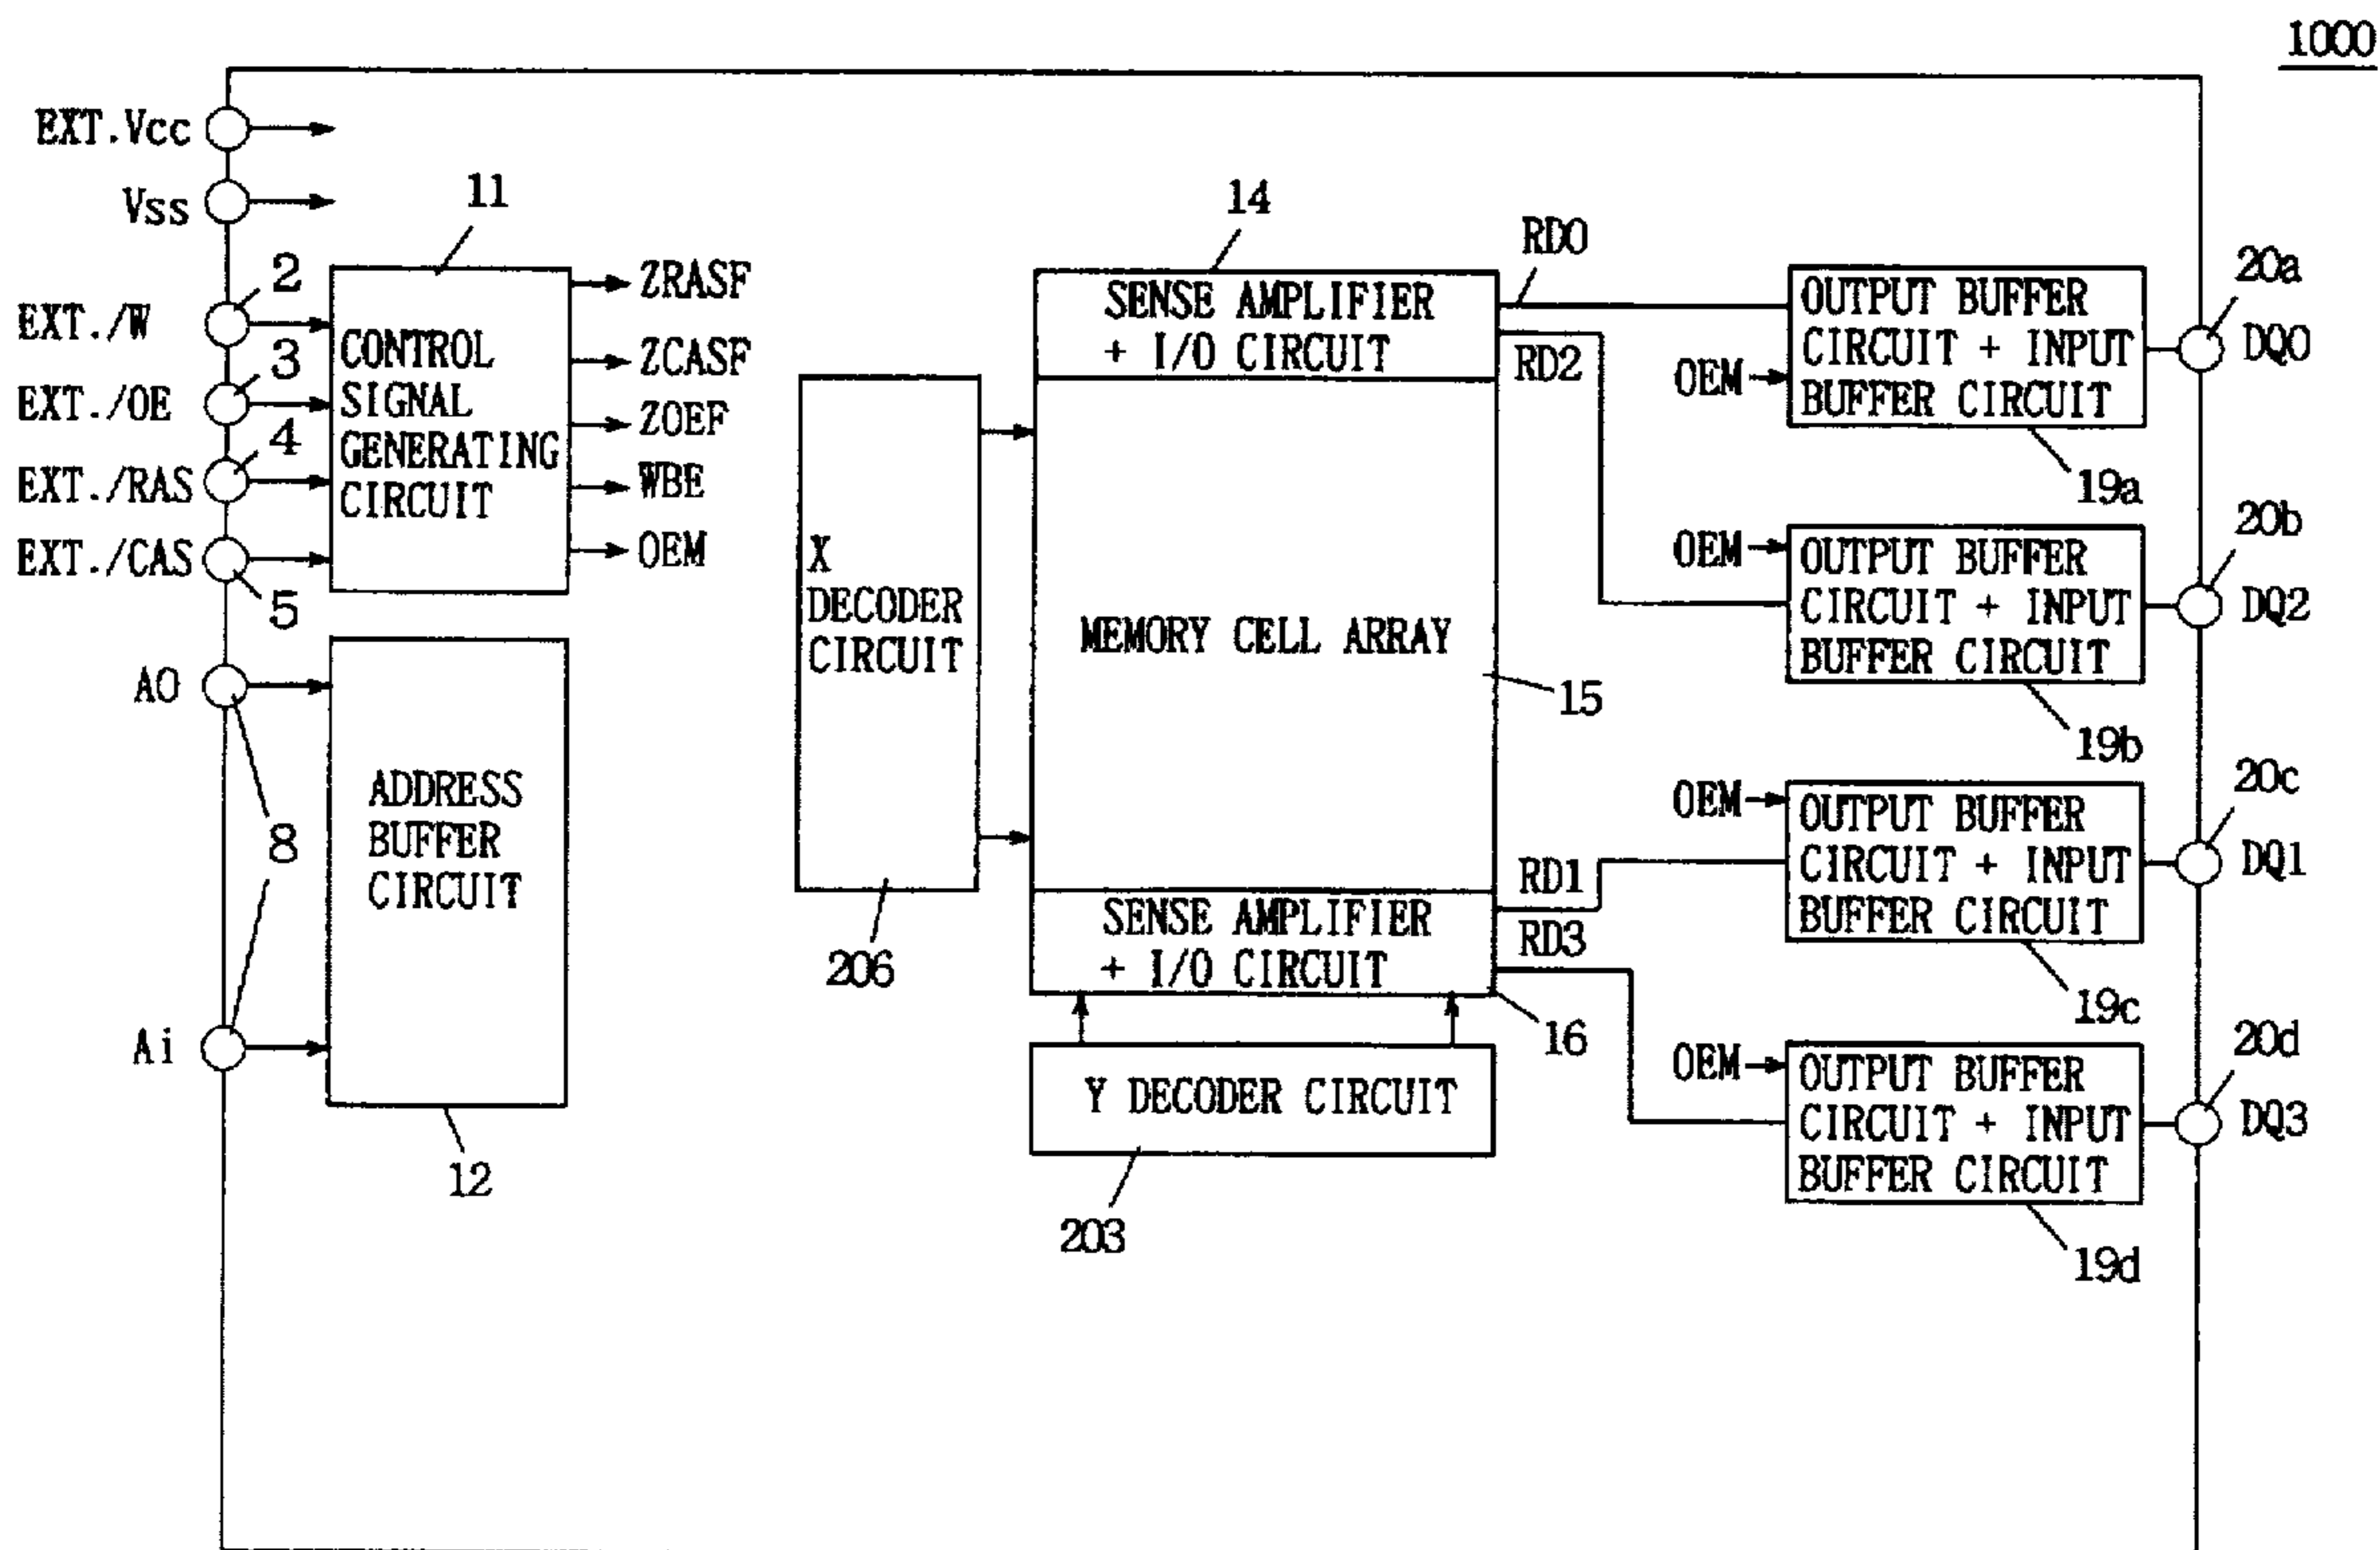 1000
EXT.Vcc
Vss
EXT./W
2
EXT./OE
3
EXT./RAS
4
EXT./CAS
5
11
CONTROL
SIGNAL
GENERATING
CIRCUIT
ZRASF
ZCASF
ZOEF
WBE
OEM
A0
8
Ai
ADDRESS
BUFFER
CIRCUIT
12
X
DECODER
CIRCUIT
206
14
SENSE AMPLIFIER
+ I/O CIRCUIT
MEMORY CELL ARRAY
15
SENSE AMPLIFIER
+ I/O CIRCUIT
16
Y DECODER CIRCUIT
203
RD0
RD2
RD1
RD3
OEM
OUTPUT BUFFER
CIRCUIT + INPUT
BUFFER CIRCUIT
19a
20a
DQ0
OEM
OUTPUT BUFFER
CIRCUIT + INPUT
BUFFER CIRCUIT
19b
20b
DQ2
OEM
OUTPUT BUFFER
CIRCUIT + INPUT
BUFFER CIRCUIT
19c
20c
DQ1
OEM
OUTPUT BUFFER
CIRCUIT + INPUT
BUFFER CIRCUIT
19d
20d
DQ3